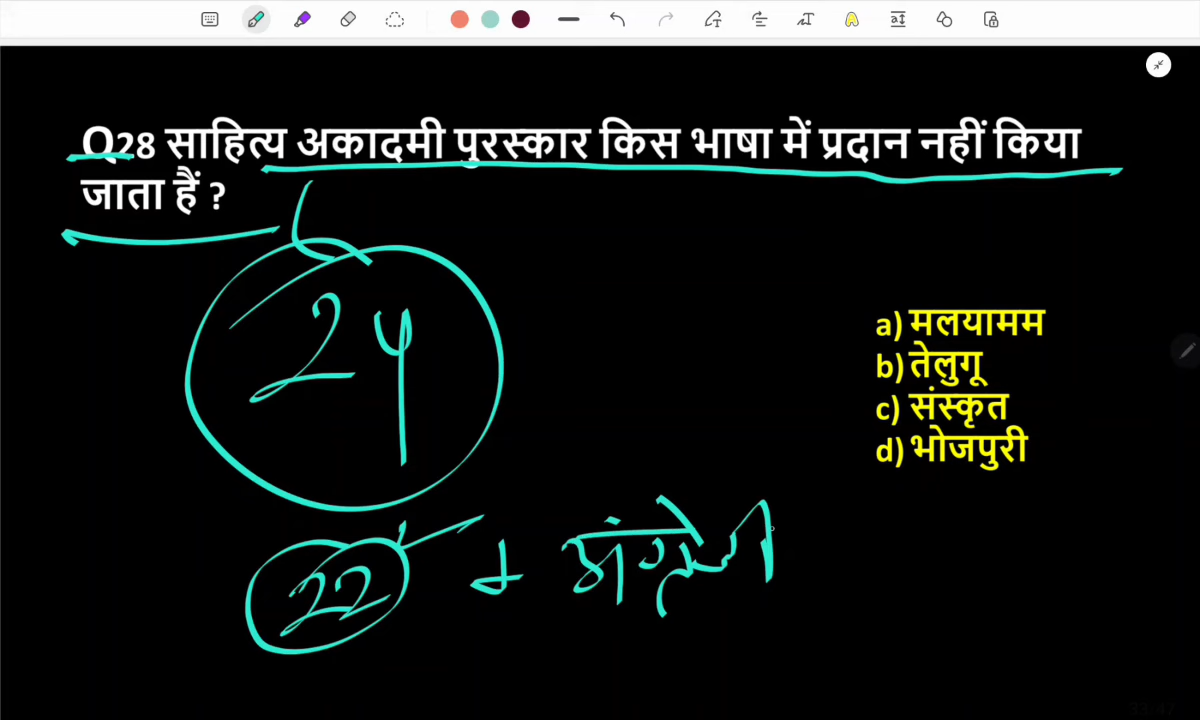 Q28 साहित्य अकादमी पुरस्कार किस भाषा में प्रदान नहीं किया
जाता हैं ?
24
a) मलयामम
b) तेलुगू
c) संस्कृत
d) भोजपुरी
22 + अंग्रेजी